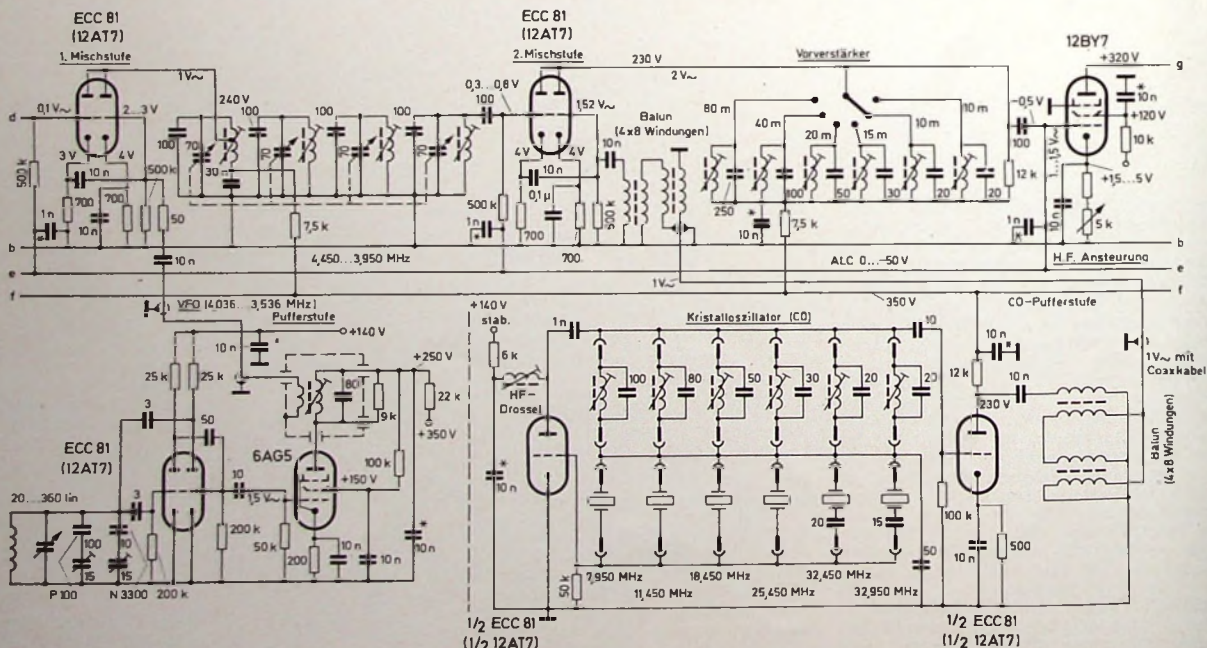 ECC 81
(12AT7)
1. Mischstufe
ECC 81
(12AT7)
2. Mischstufe
230 V
2 V~
Vorverstärker
12BY7
+320 V
g
1V~
240 V
0,3...0,8 V
100
1,52 V~
Balun
(4x8 Windungen)
80 m
40 m
20 m
15 m
10 m
10 m
-0,5 V
100
1...1,5 V~
10 n
+120 V
10 k
d
0,1 V~
2...3 V
100
100
100
100
100
70
70
70
70
30 n
500 k
3 V
4 V
10 n
500 k
1 n
700
10 n
700
50
10 n
7,5 k
4 V
4 V
10 n
0,1 µ
500 k
1 n
700
700
500 k
10 n
250
100
50
30
20
20
10 n
7,5 k
12 k
1 n
10 n
+1,5...5 V
5 k
b
b
H.F. Ansteurung
e
4,450...3,950 MHz
ALC 0...-50 V
e
f
1V~
350 V
f
VFO (4,036...3,536 MHz)
Pufferstufe
10 n
+140 V
25 k
25 k
3
50
80
9 k
+250 V
22 k
+350 V
ECC 81
(12AT7)
6AG5
20...360 lin
3
10
1,5 V~
+150 V
100 k
100
15
10
15
200 k
50 k
200
10 n
10 n
10 n
P 100
N 3300
200 k
+140 V
stab.
6 k
HF-
Drossel
10 n
1 n
Kristalloszillator (CO)
10
100
80
50
30
20
20
20
15
50 k
50
7,950 MHz
11,450 MHz
18,450 MHz
25,450 MHz
32,450 MHz
32,950 MHz
1/2 ECC 81
(1/2 12AT7)
CO-Pufferstufe
10 n
12 k
10 n
230 V
100 k
10 n
500
1V~ mit
Coaxkabel
Balun
(4x8 Windungen)
1/2 ECC 81
(1/2 12AT7)